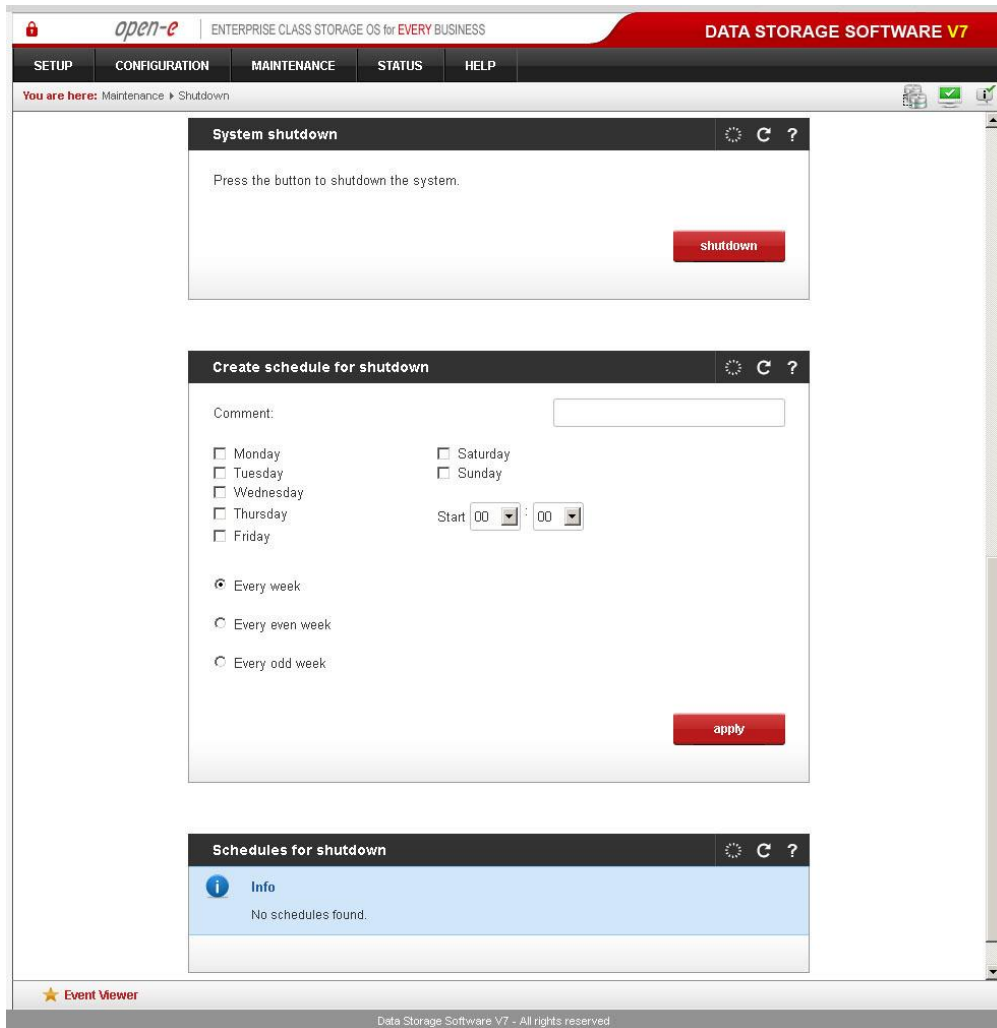 open-e ENTERPRISE CLASS STORAGE OS for EVERY BUSINESS DATA STORAGE SOFTWARE V7
SETUP CONFIGURATION MAINTENANCE STATUS HELP
You are here: Maintenance ▸ Shutdown
System shutdown ?
Press the button to shutdown the system.
shutdown
Create schedule for shutdown ?
Comment:
Monday Saturday
Tuesday Sunday
Wednesday
Thursday Start 00 : 00
Friday
Every week
Every even week
Every odd week
apply
Schedules for shutdown ?
Info
No schedules found.
Event Viewer
Data Storage Software V7 - All rights reserved